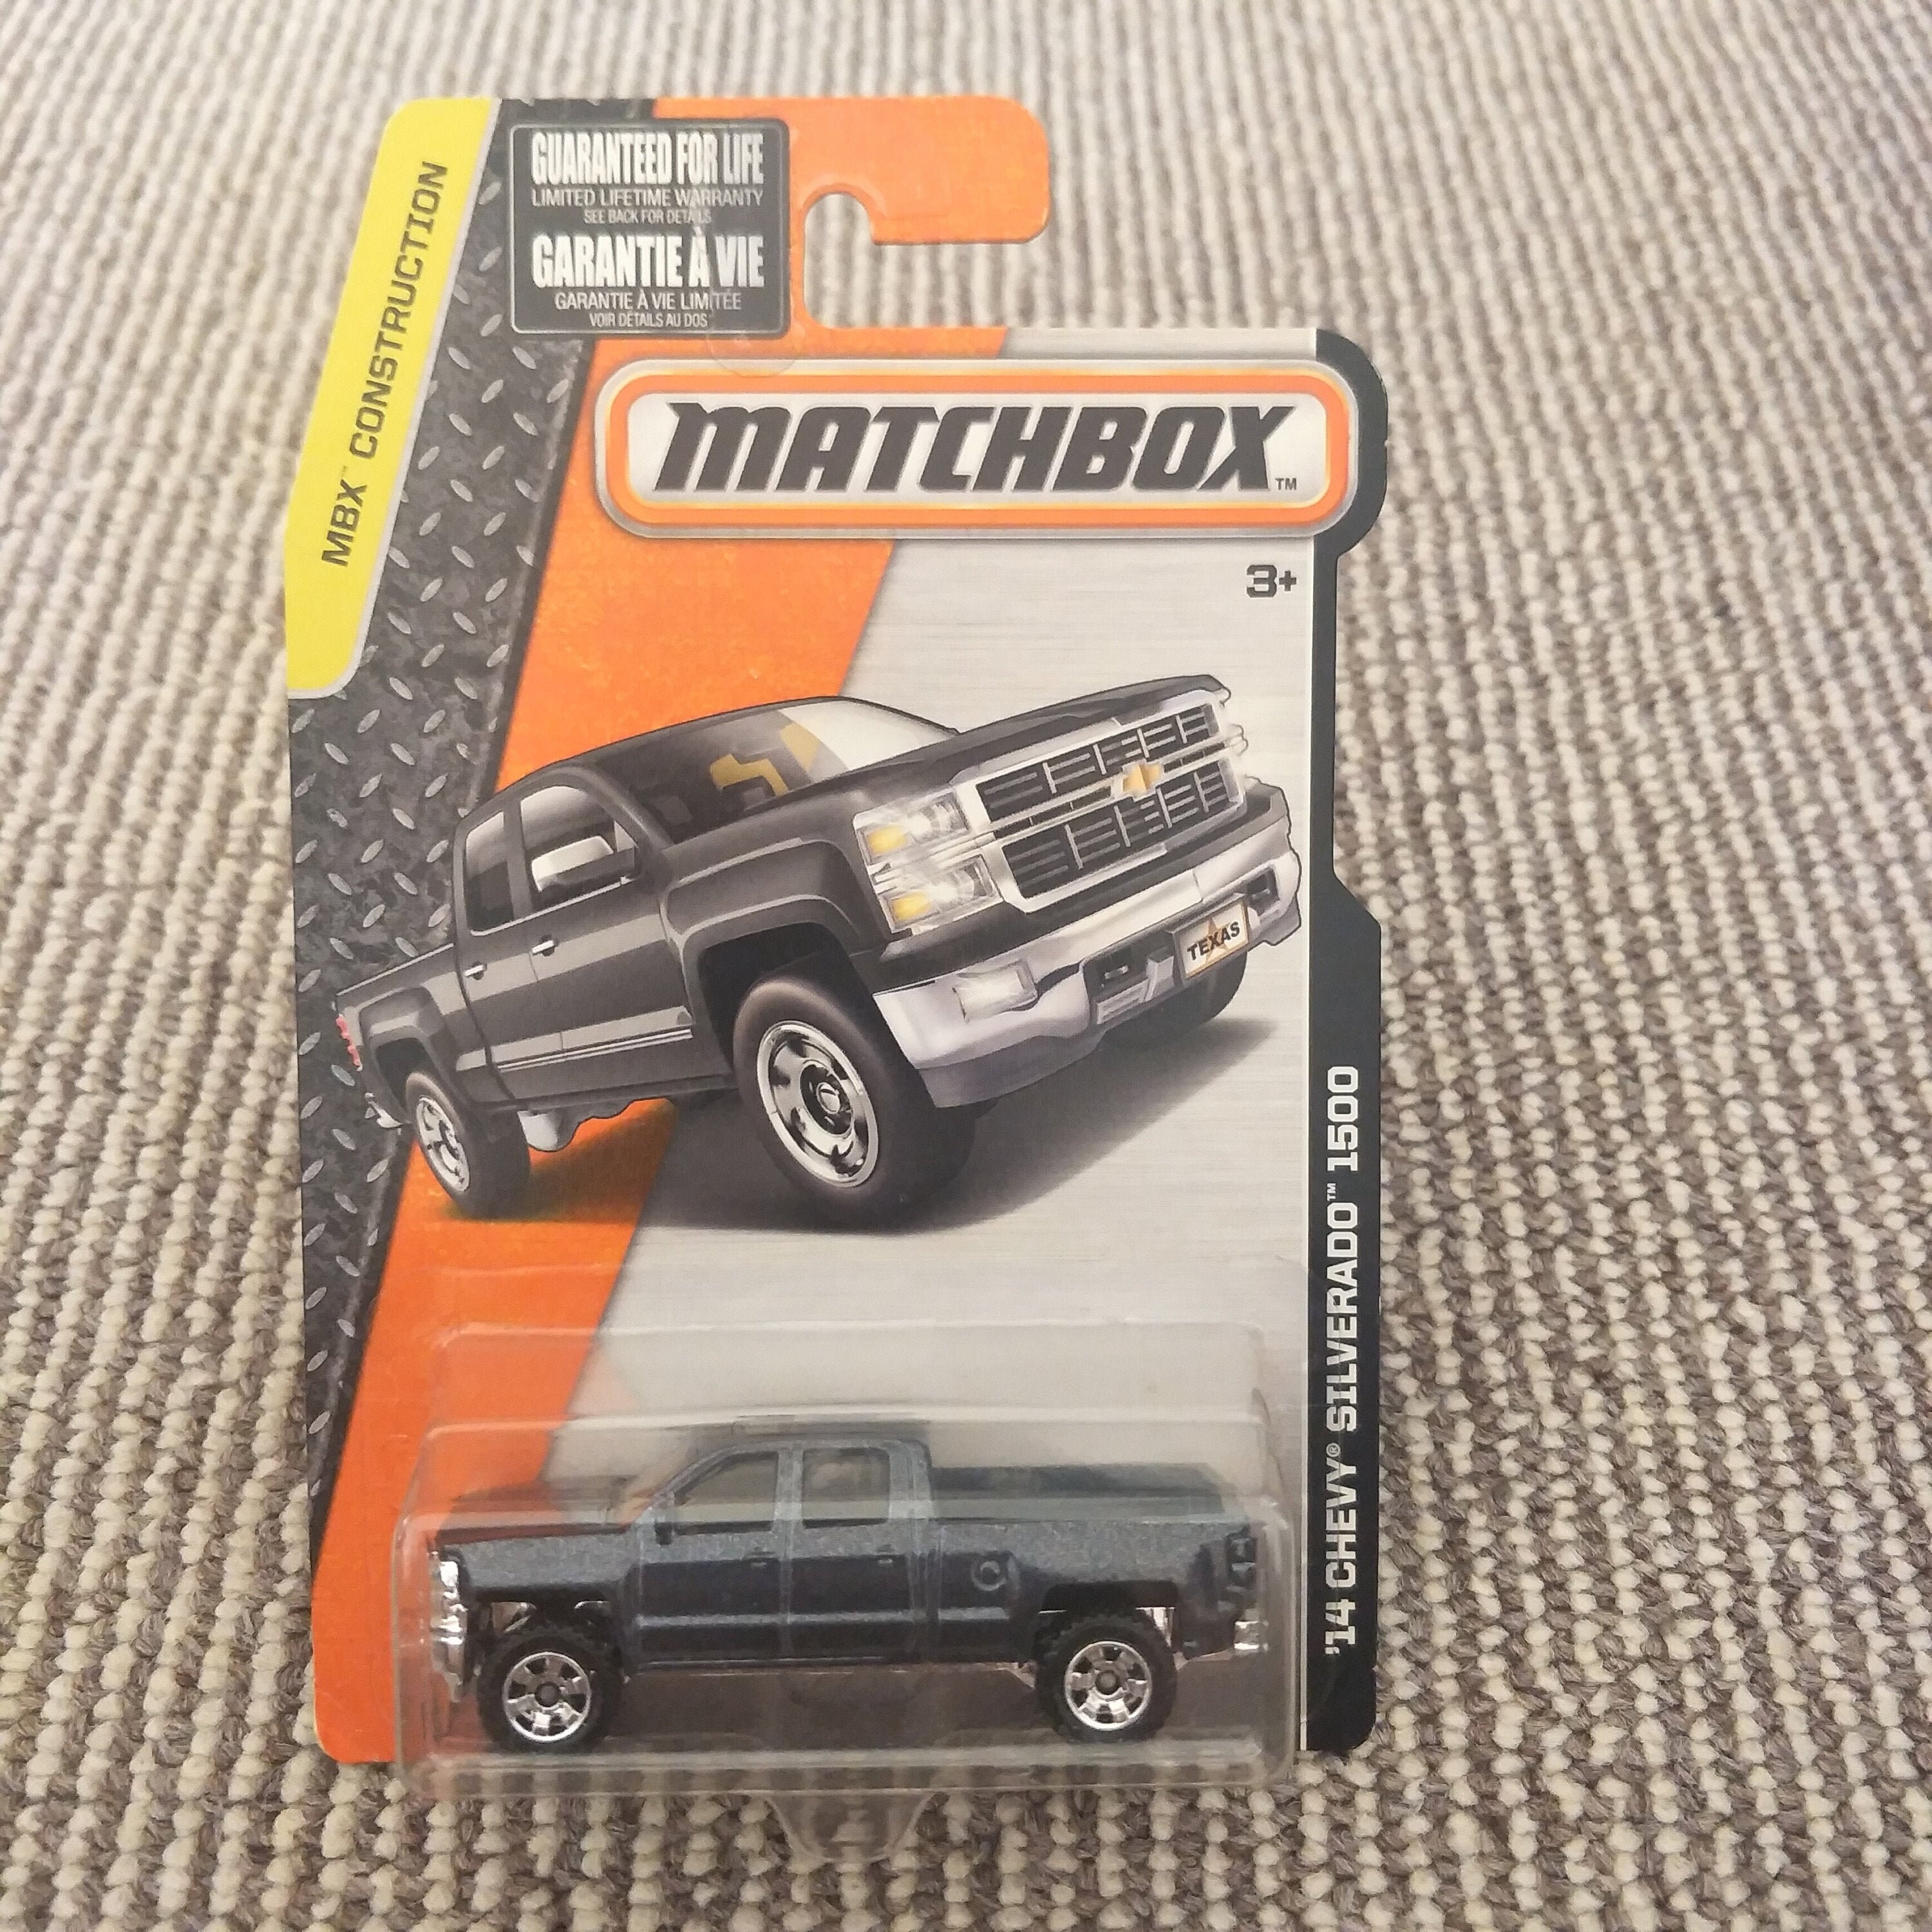 GUARANTEED FOR LIFE
LIMITED LIFETIME WARRANTY
SEE BACK FOR DETAILS
GARANTIE À VIE
GARANTIE À VIE LIMITÉE
VOIR DÉTAILS AU DOS
MBX™ CONSTRUCTION
MATCHBOX™
3+
TEXAS
'14 CHEVY® SILVERADO™ 1500